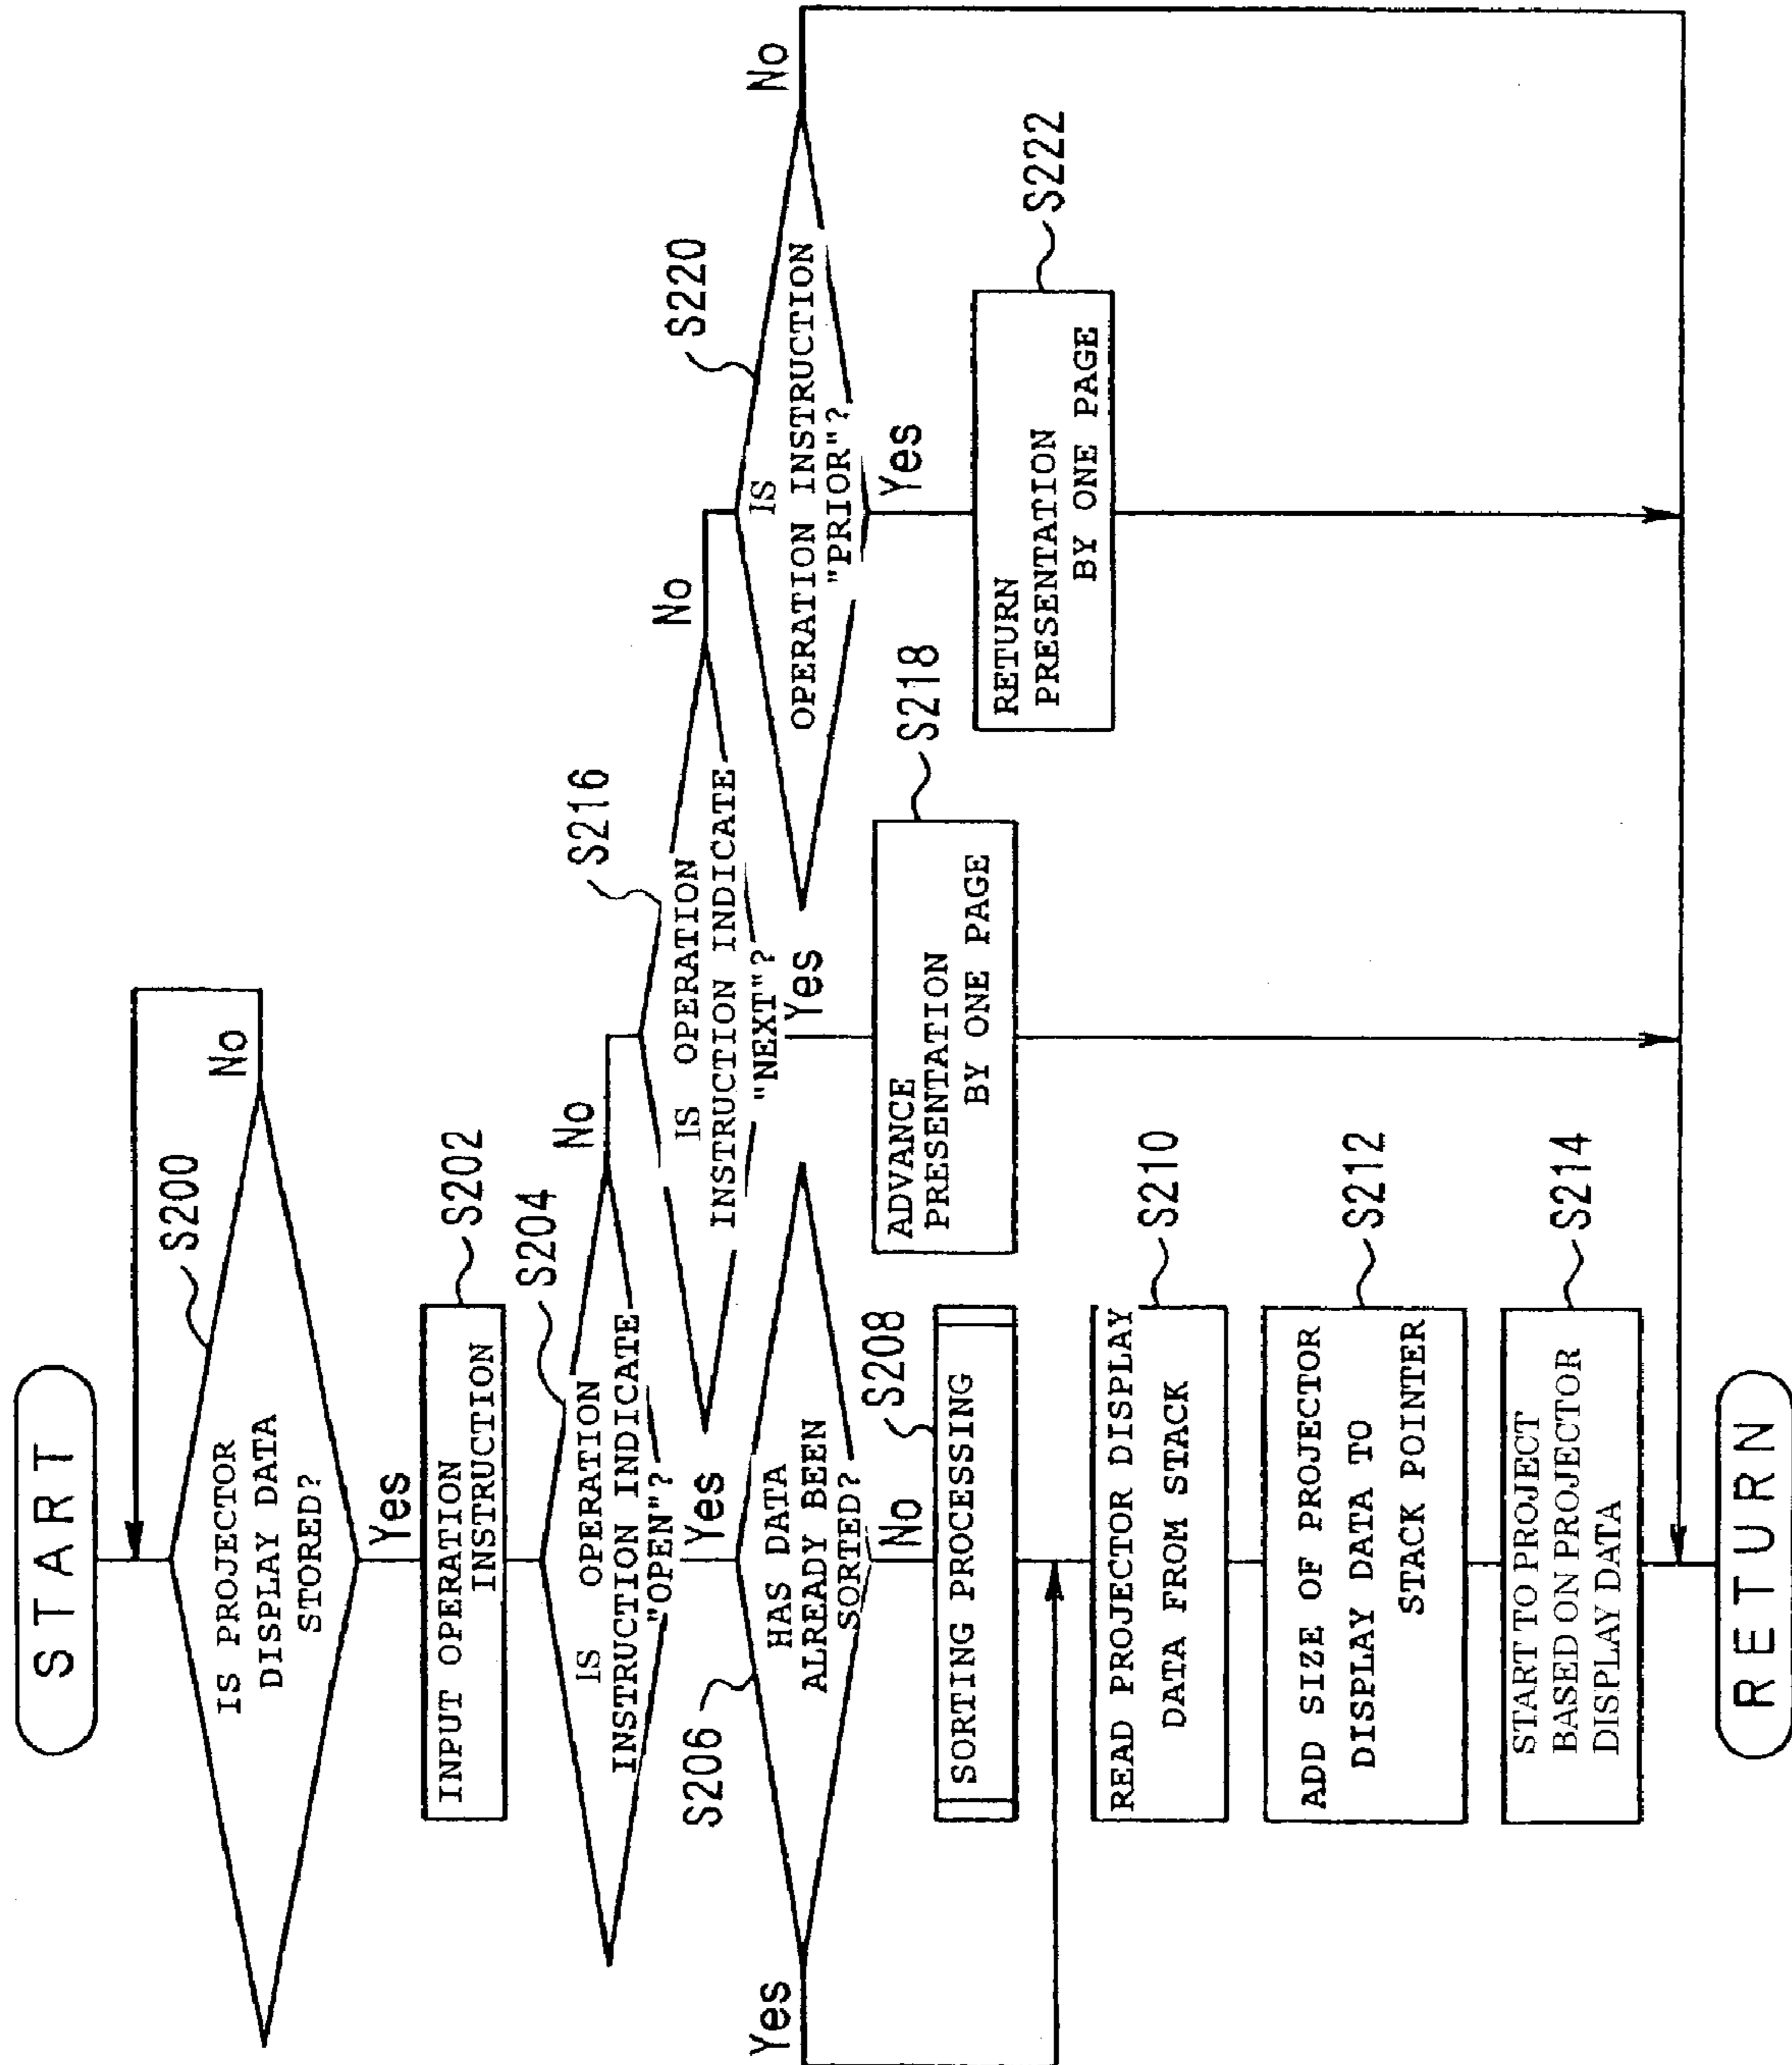 START
S200
IS PROJECTOR
DISPLAY DATA
STORED?
No
Yes
S202
INPUT OPERATION
INSTRUCTION
S204
IS OPERATION
INSTRUCTION INDICATE
"OPEN"?
No
Yes
S206
HAS DATA
ALREADY BEEN
SORTED?
Yes
No
S208
SORTING PROCESSING
S210
READ PROJECTOR DISPLAY
DATA FROM STACK
S212
ADD SIZE OF PROJECTOR
DISPLAY DATA TO
STACK POINTER
S214
START TO PROJECT
BASED ON PROJECTOR
DISPLAY DATA
S216
IS OPERATION
INSTRUCTION INDICATE
"NEXT"?
No
Yes
S218
ADVANCE
PRESENTATION
BY ONE PAGE
S220
IS
OPERATION INSTRUCTION
"PRIOR"?
No
Yes
S222
RETURN
PRESENTATION
BY ONE PAGE
RETURN